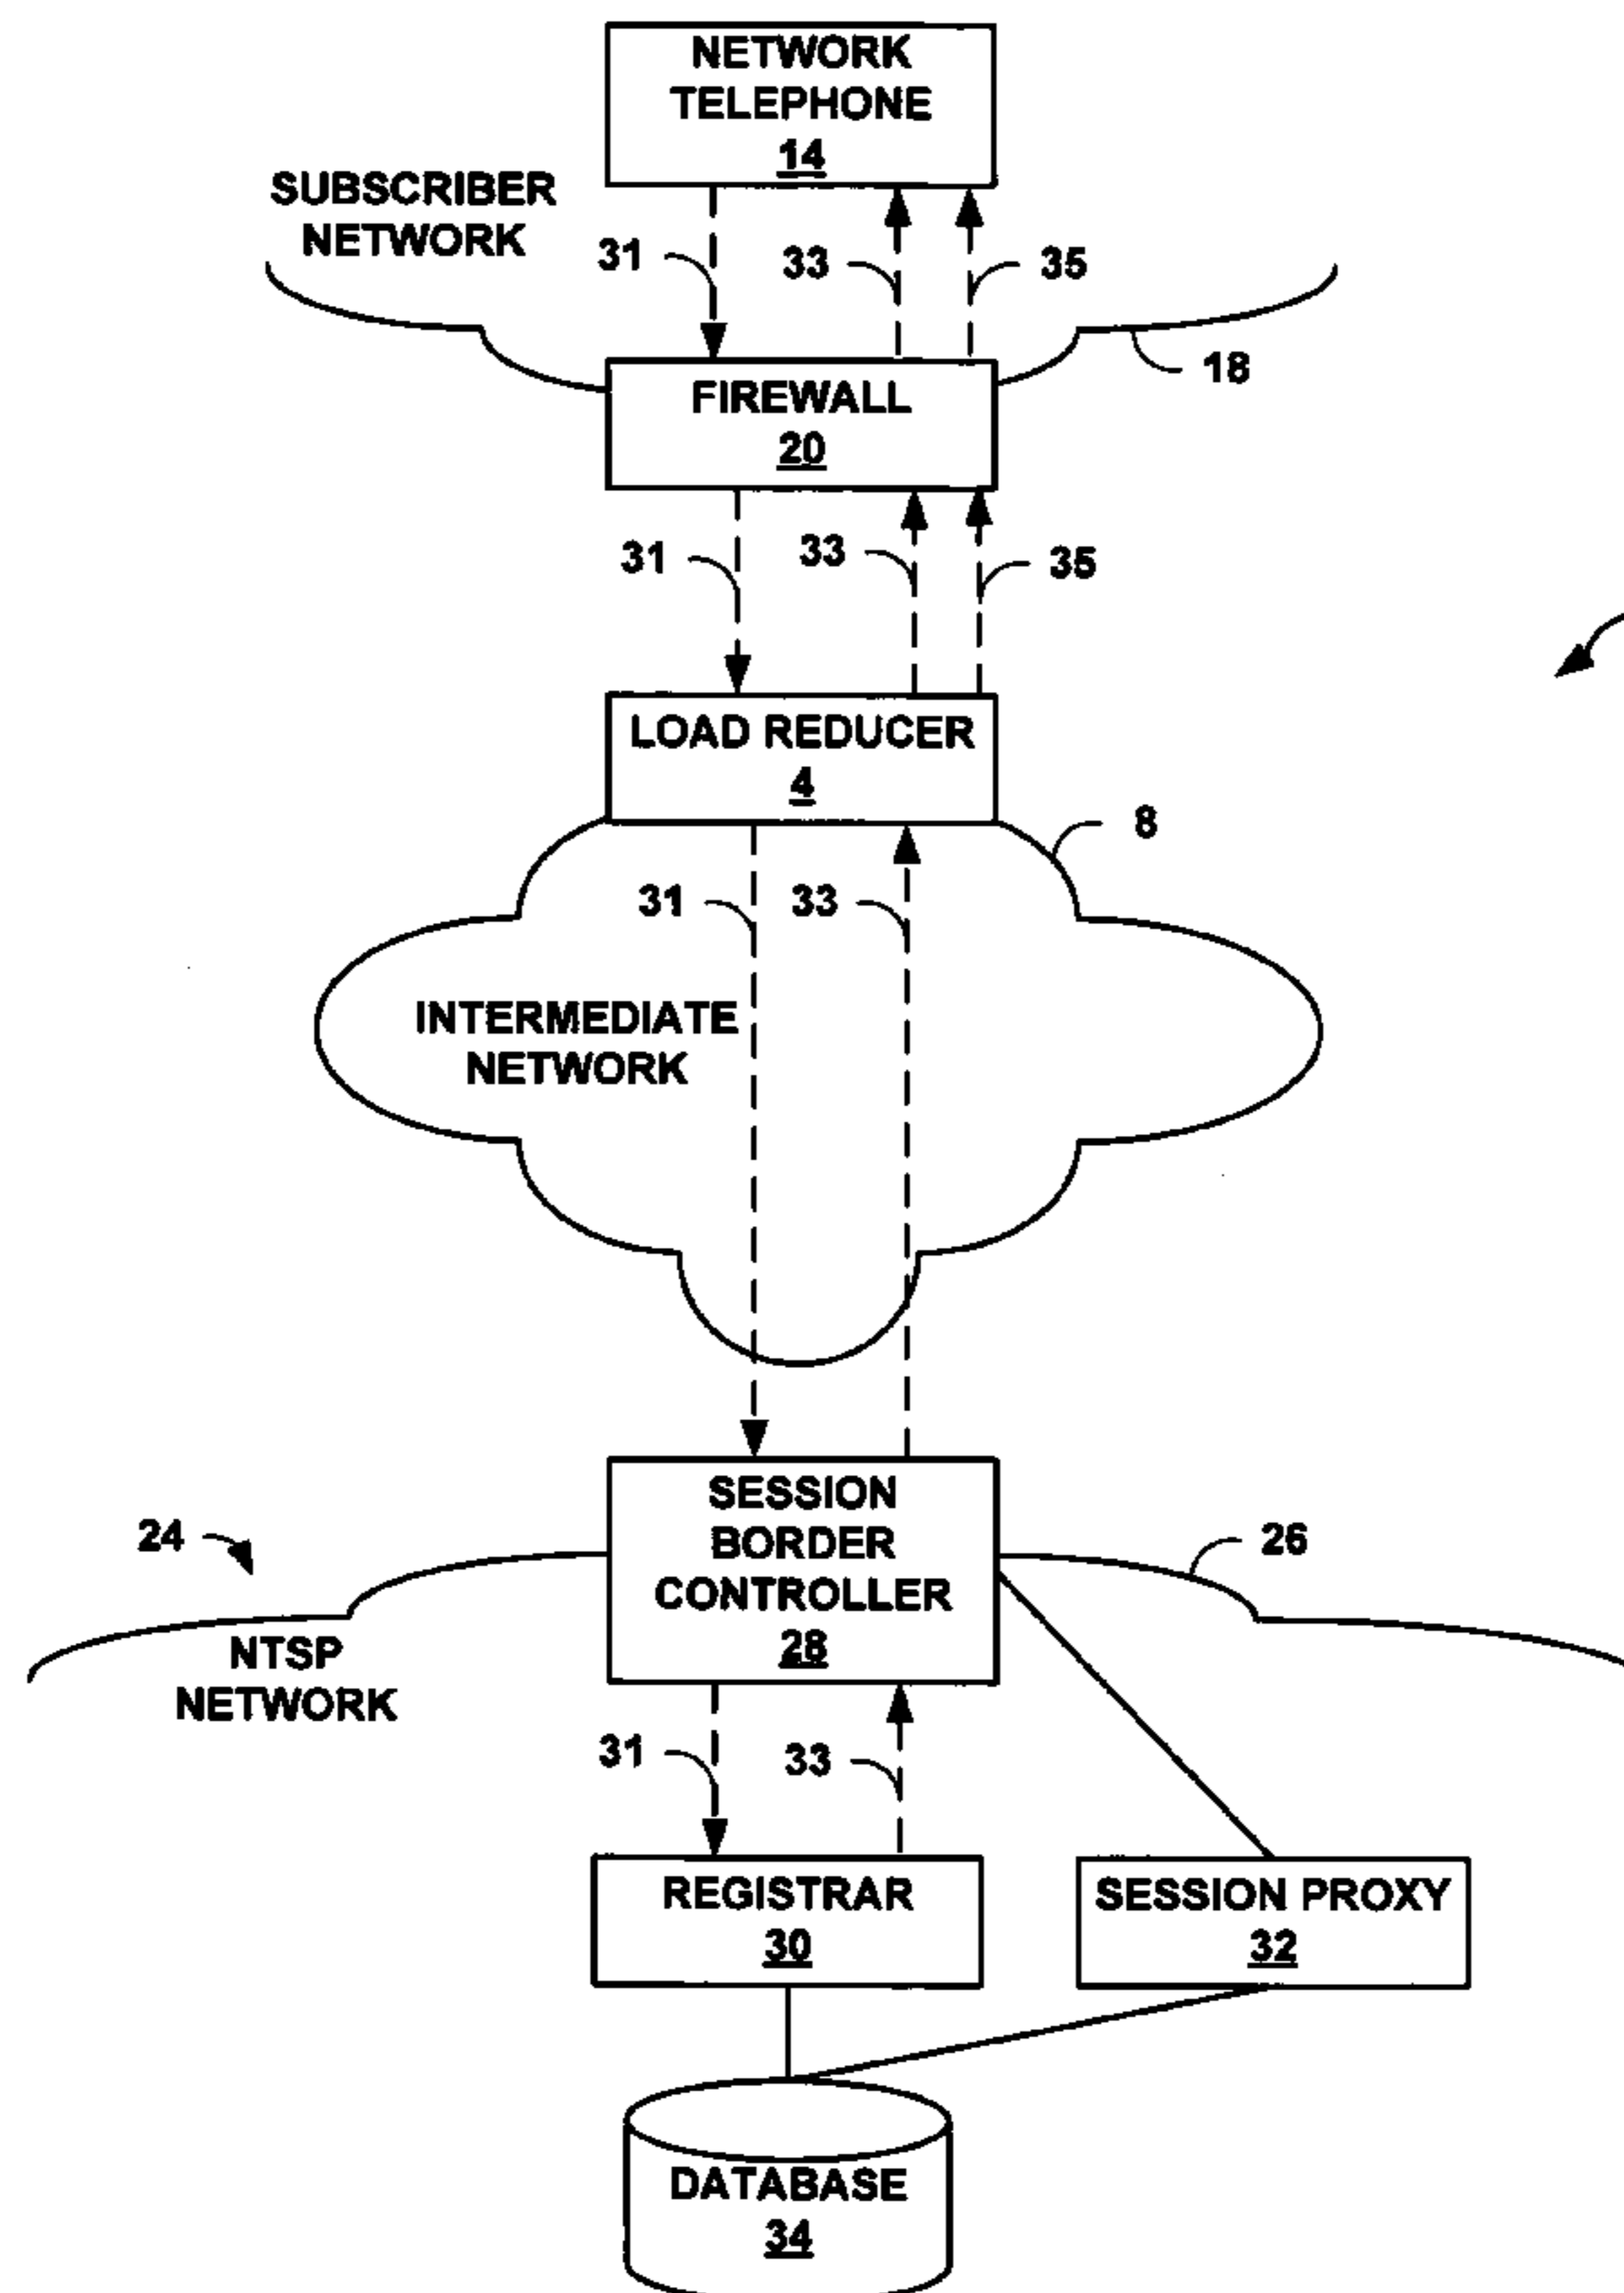 NETWORK
TELEPHONE
14
SUBSCRIBER
NETWORK
31
33
35
18
FIREWALL
20
31
33
35
LOAD REDUCER
4
8
31
33
INTERMEDIATE
NETWORK
SESSION
BORDER
CONTROLLER
28
24
26
NTSP
NETWORK
31
33
REGISTRAR
30
SESSION PROXY
32
DATABASE
34